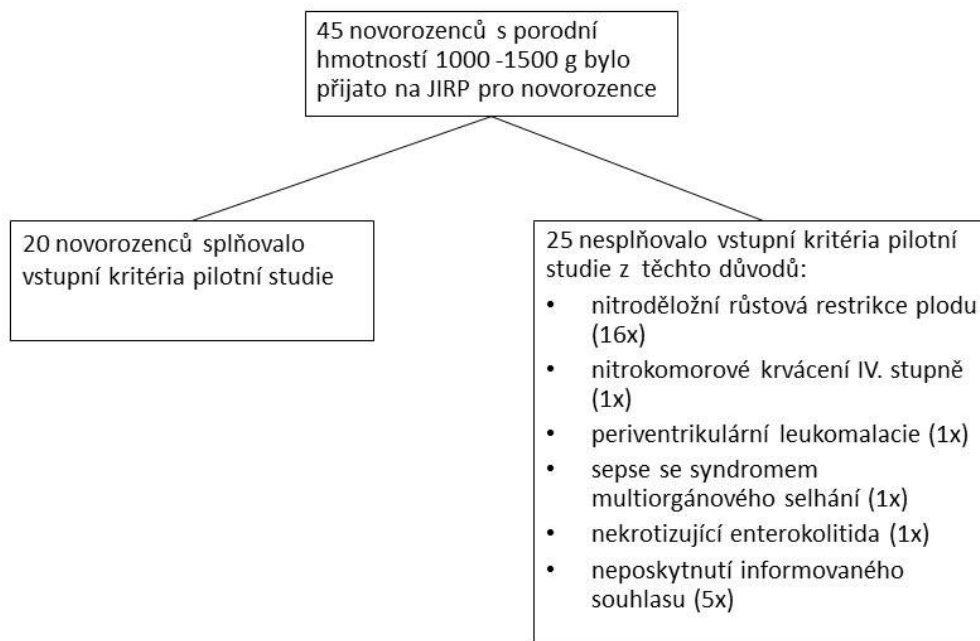 45 novorozenců s porodní
hmotností 1000 -1500 g bylo
přijato na JIRP pro novorozence
20 novorozenců splňovalo
vstupní kritéria pilotní studie
25 nesplňovalo vstupní kritéria pilotní
studie z těchto důvodů:
• nitroděložní růstová restrikce plodu
(16x)
• nitrokomorové krvácení IV. stupně
(1x)
• periventrikulární leukomalacie (1x)
• sepse se syndromem
multiorgánového selhání (1x)
• nekrotizující enterokolitida (1x)
• neposkytnutí informovaného
souhlasu (5x)